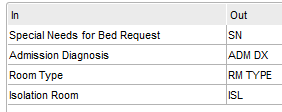 In Out
Special Needs for Bed Request SN
Admission Diagnosis ADM DX
Room Type RM TYPE
Isolation Room ISL